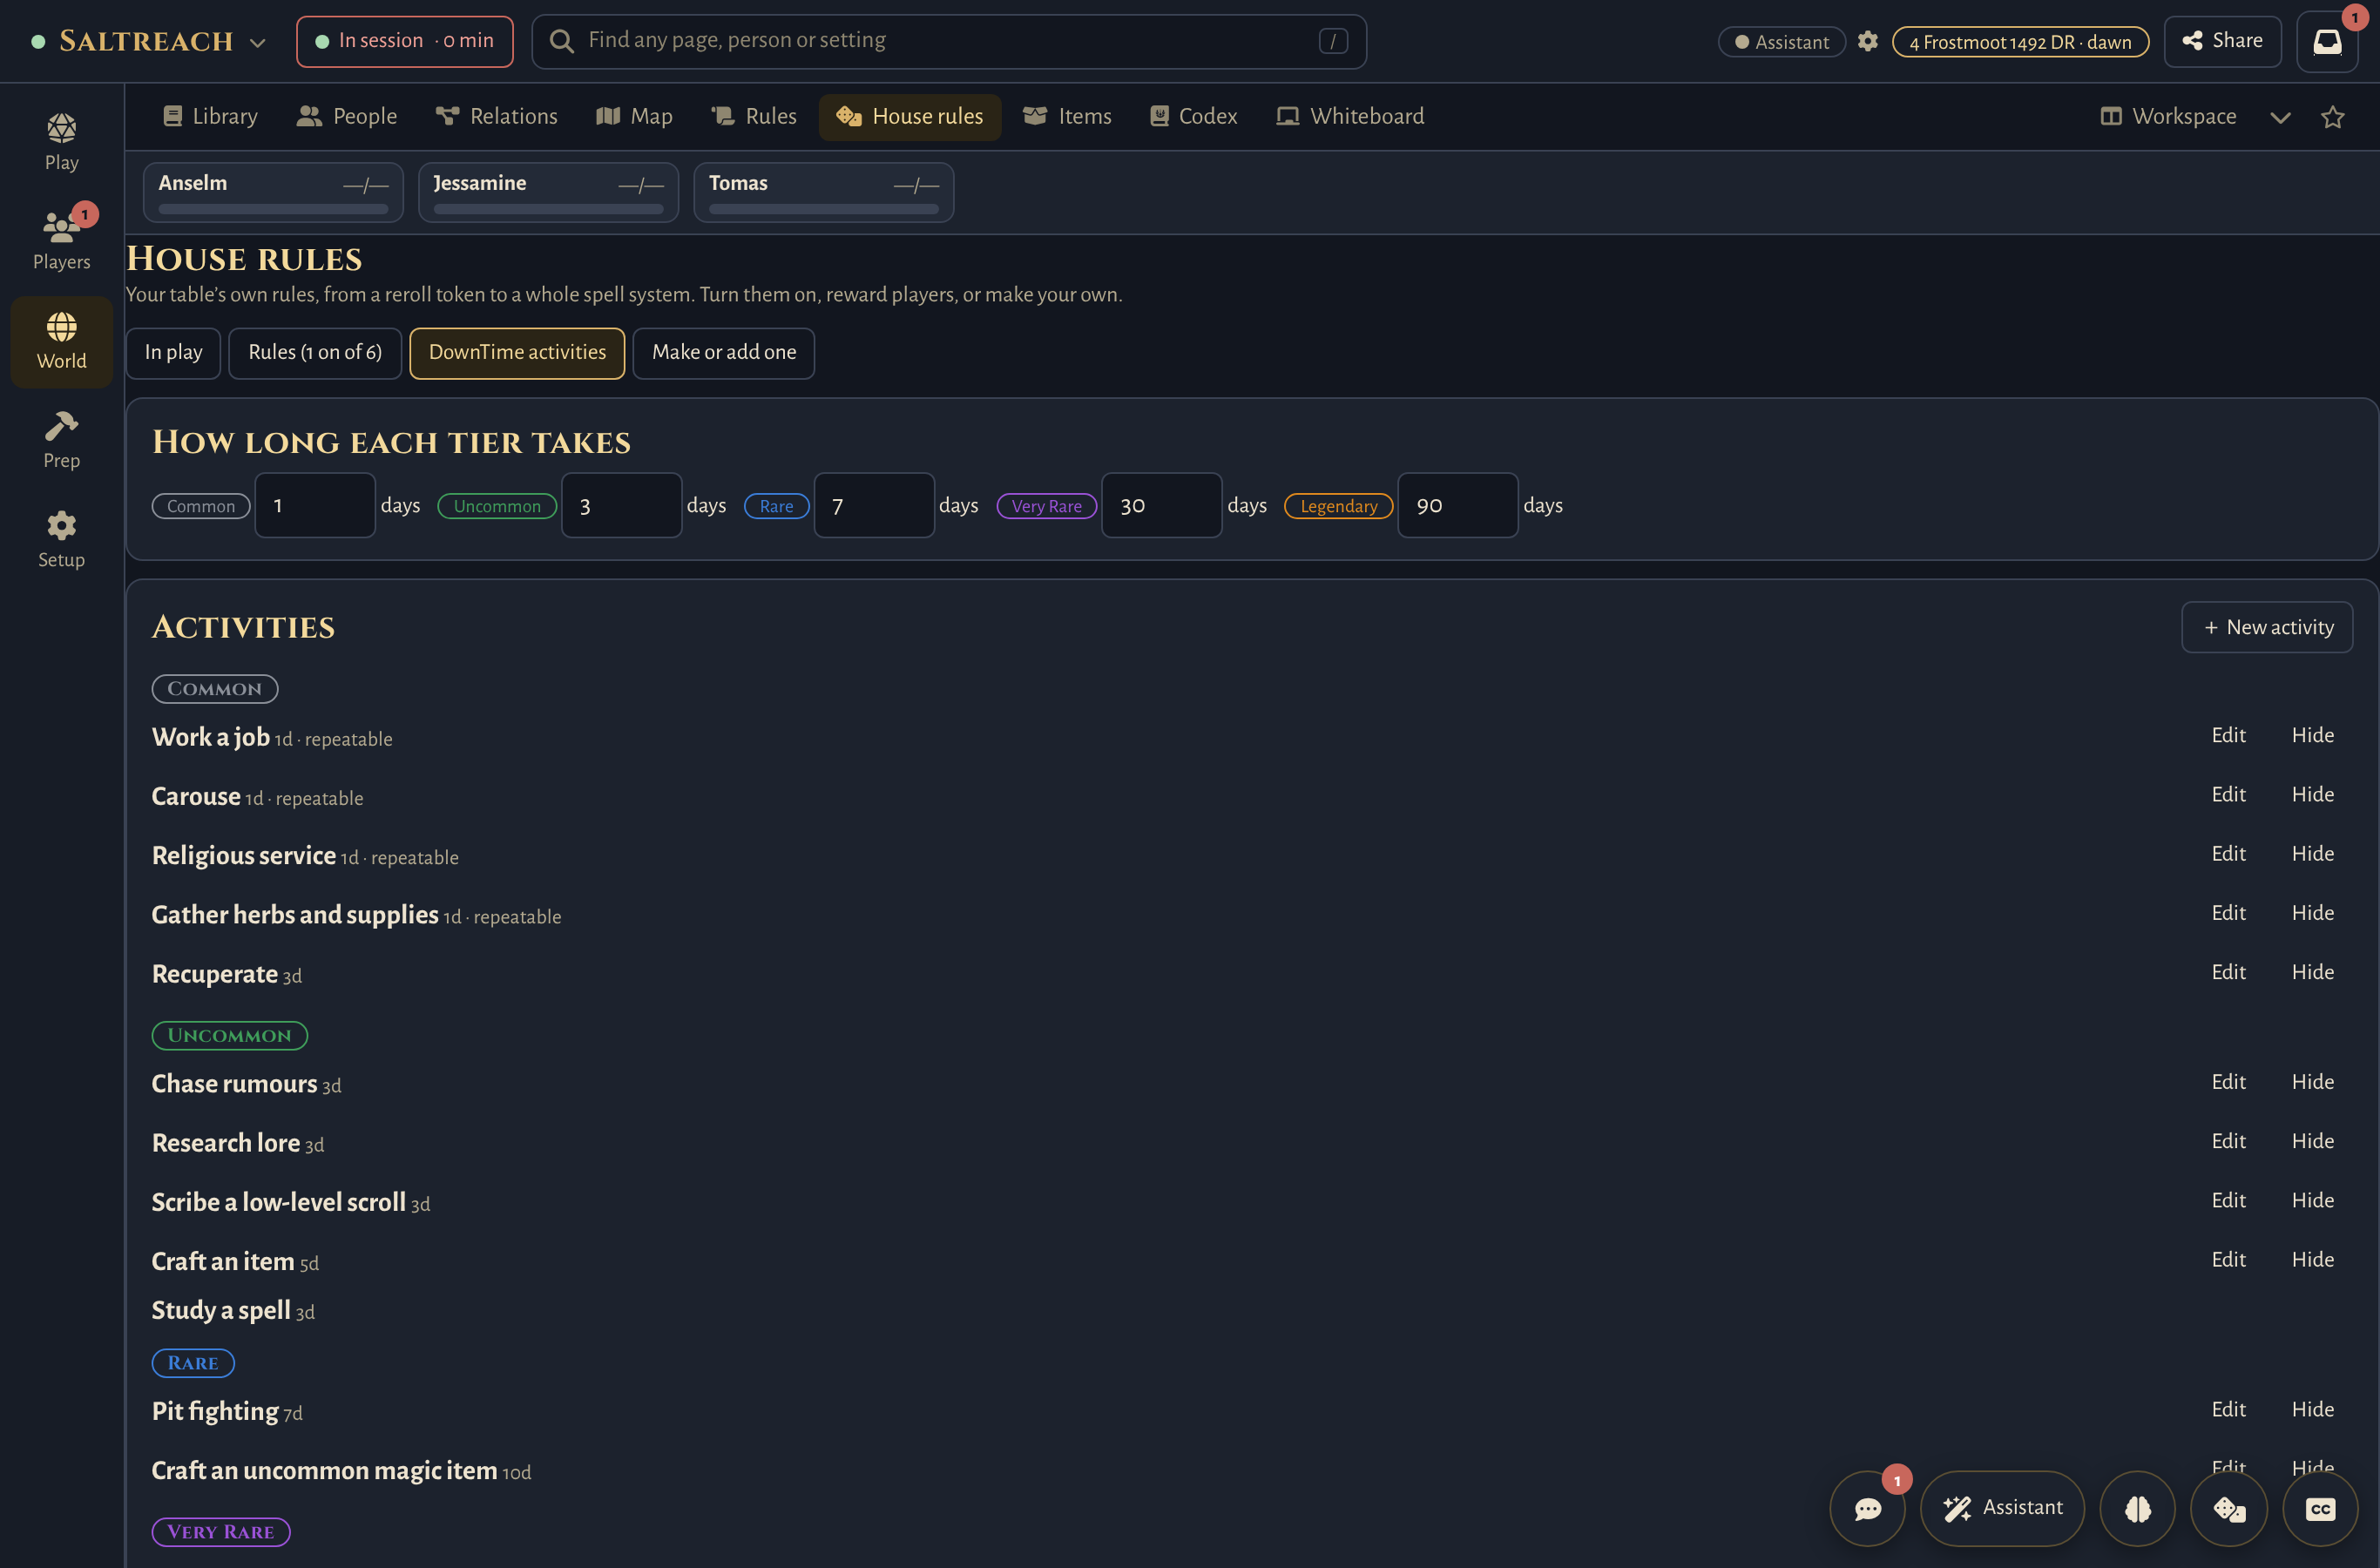 SALTREACH
In session · 0 min
Find any page, person or setting
/
Assistant
4 Frostmoot 1492 DR · dawn
Share
1
Play
1
Players
World
Prep
Setup
Library
People
Relations
Map
Rules
House rules
Items
Codex
Whiteboard
Workspace
Anselm —/—
Jessamine —/—
Tomas —/—
HOUSE RULES
Your table’s own rules, from a reroll token to a whole spell system. Turn them on, reward players, or make your own.
In play
Rules (1 on of 6)
DownTime activities
Make or add one
HOW LONG EACH TIER TAKES
Common 1 days Uncommon 3 days Rare 7 days Very Rare 30 days Legendary 90 days
ACTIVITIES
+ New activity
COMMON
Work a job 1d · repeatable Edit Hide
Carouse 1d · repeatable Edit Hide
Religious service 1d · repeatable Edit Hide
Gather herbs and supplies 1d · repeatable Edit Hide
Recuperate 3d Edit Hide
UNCOMMON
Chase rumours 3d Edit Hide
Research lore 3d Edit Hide
Scribe a low-level scroll 3d Edit Hide
Craft an item 5d Edit Hide
Study a spell 3d
RARE
Pit fighting 7d Edit Hide
Craft an uncommon magic item 10d Edit Hide
VERY RARE
1
Assistant
CC